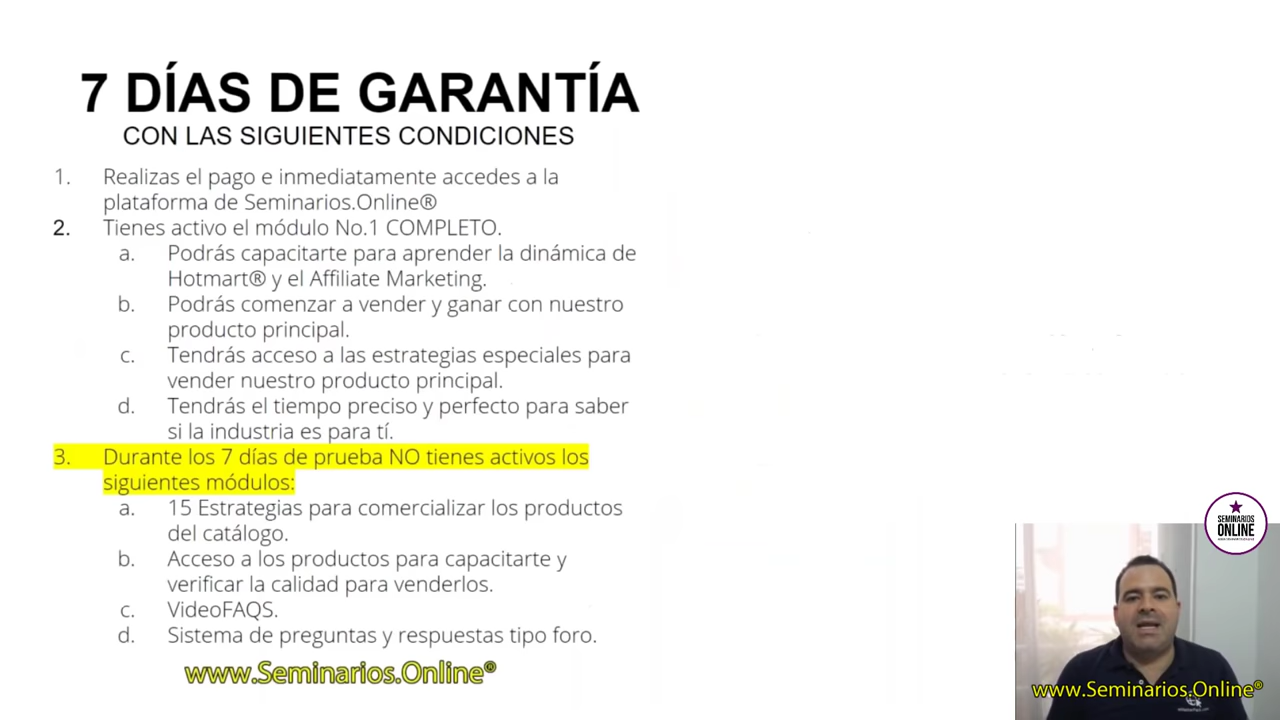 7 DÍAS DE GARANTÍA
CON LAS SIGUIENTES CONDICIONES
1. Realizas el pago e inmediatamente accedes a la
plataforma de Seminarios.Online®
2. Tienes activo el módulo No.1 COMPLETO.
a. Podrás capacitarte para aprender la dinámica de
Hotmart® y el Affiliate Marketing.
b. Podrás comenzar a vender y ganar con nuestro
producto principal.
c. Tendrás acceso a las estrategias especiales para
vender nuestro producto principal.
d. Tendrás el tiempo preciso y perfecto para saber
si la industria es para tí.
3. Durante los 7 días de prueba NO tienes activos los
siguientes módulos:
a. 15 Estrategias para comercializar los productos
del catálogo.
b. Acceso a los productos para capacitarte y
verificar la calidad para venderlos.
c. VideoFAQS.
d. Sistema de preguntas y respuestas tipo foro.
www.Seminarios.Online®
SEMINARIOS
ONLINE
www.Seminarios.Online®